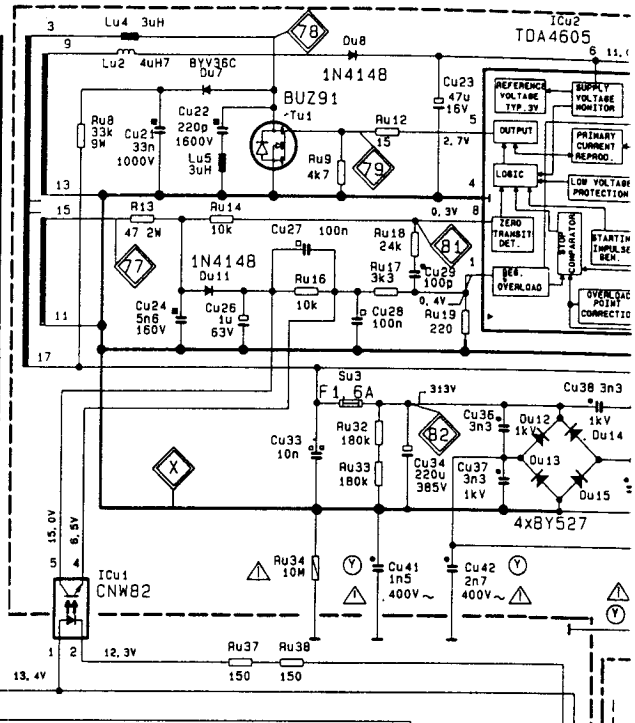 3
Lu4 3uH
78
ICu2
TDA4605
9
Lu2 4uH7
BYV36C
Du7
Du8
1N4148
6
BUZ91
Tu1
Cu23
47u
16V
REFERENCE
VOLTAGE
TYP.3V
SUPPLY
VOLTAGE
MONITOR
Ru8
33k
9W
Cu21
33n
1000V
Cu22
220p
1600V
Lu5
3uH
Ru12
15
5
2,7V
OUTPUT
PRIMARY
CURRENT
REPROD.
Ru9
4k7
79
LOGIC
LOW VOLTAGE
PROTECTION
13
4
15
R13
47 2W
Ru14
10k
Cu27 100n
0,3V
8
Ru18
24k
81
ZERO
TRANSIT
DET.
STOP
COMPARATOR
STARTIN
IMPULSE
GEN.
77
1N4148
Du11
Ru16
10k
Ru17
3k3
Cu29
100p
1
OVERLOAD
0,4V
Cu24
5n6
160V
Cu26
1u
63V
Cu28
100n
Ru19
220
OVERLOAD
POINT
CORRECTIO
11
17
Su3
F1,6A
313V
Cu38 3n3
1kV
Ru32
180k
82
Cu36
3n3
1kV
Du12
Du14
Cu33
10n
Ru33
180k
Cu34
220u
385V
Cu37
3n3
1kV
Du13
Du15
X
4xBY527
15,0V
6,5V
5
4
ICu1
CNW82
Ru34
10M
Y
Cu41
1n5
400V~
Cu42
2n7
400V~
Y
Y
1
2
12,3V
Ru37
150
Ru38
150
13,4V